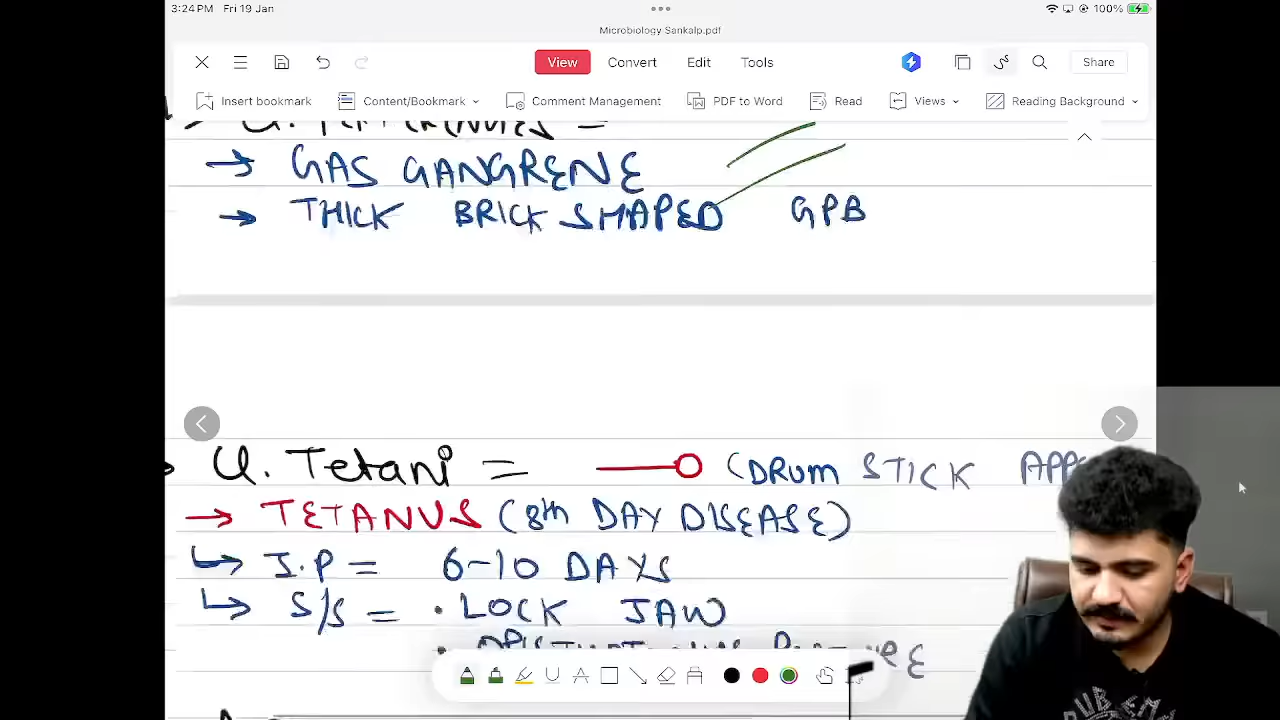 3:24 PM Fri 19 Jan
100%
Microbiology Sankalp.pdf
View Convert Edit Tools Share
Insert bookmark Content/Bookmark Comment Management PDF to Word Read Views Reading Background
→ GAS GANGRENE
→ THICK BRICK SHAPED GPB
Cl. Tetani = (DRUM STICK
→ TETANUS (8th DAY DISEASE)
↳ I.P = 6-10 DAYS
↳ S/S = • LOCK JAW